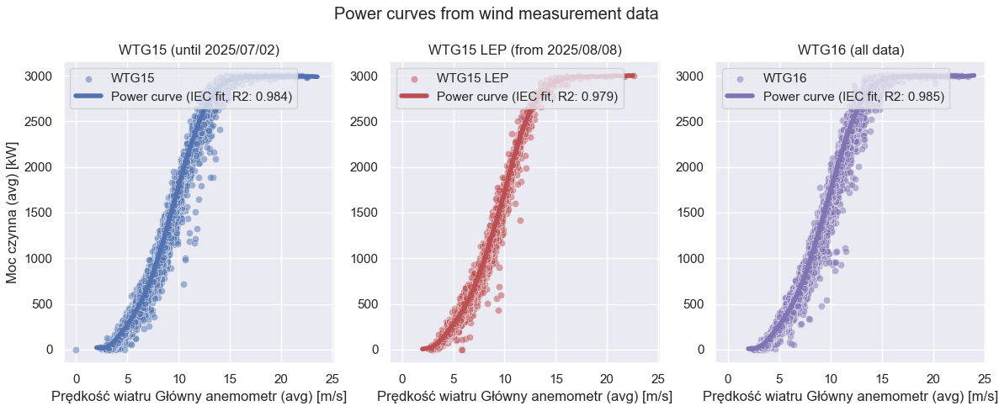 Power curves from wind measurement data
WTG15 (until 2025/07/02)
3000
2500
2000
1500
1000
500
0
Moc czynna (avg) [kW]
WTG15
Power curve (IEC fit, R2: 0.984)
0 5 10 15 20 25
Prędkość wiatru Główny anemometr (avg) [m/s]
WTG15 LEP (from 2025/08/08)
3000
2500
2000
1500
1000
500
0
WTG15 LEP
Power curve (IEC fit, R2: 0.979)
0 5 10 15 20 25
Prędkość wiatru Główny anemometr (avg) [m/s]
WTG16 (all data)
3000
2500
2000
1500
1000
500
0
WTG16
Power curve (IEC fit, R2: 0.985)
0 5 10 15 20 25
Prędkość wiatru Główny anemometr (avg) [m/s]